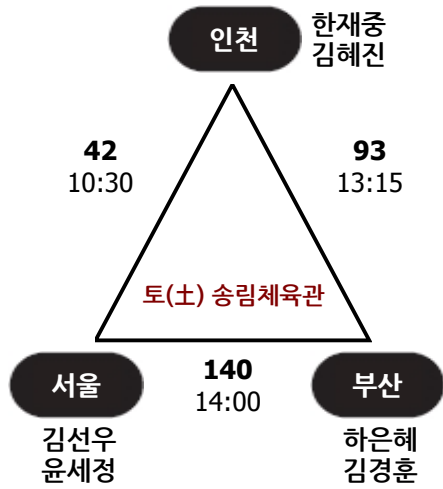 인천
한재중
김혜진
42
10:30
93
13:15
토(土) 송림체육관
서울
140
14:00
부산
김선우
윤세정
하은혜
김경훈